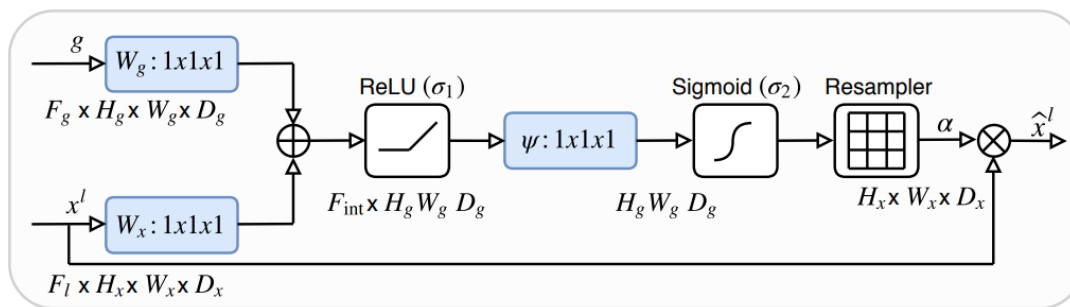 g
W_g : 1x1x1
F_g x H_g x W_g x D_g
x^l
W_x : 1x1x1
F_l x H_x x W_x x D_x
ReLU (σ_1)
F_int x H_g W_g D_g
ψ : 1x1x1
H_g W_g D_g
Sigmoid (σ_2)
Resampler
H_x x W_x x D_x
α
x̂^l